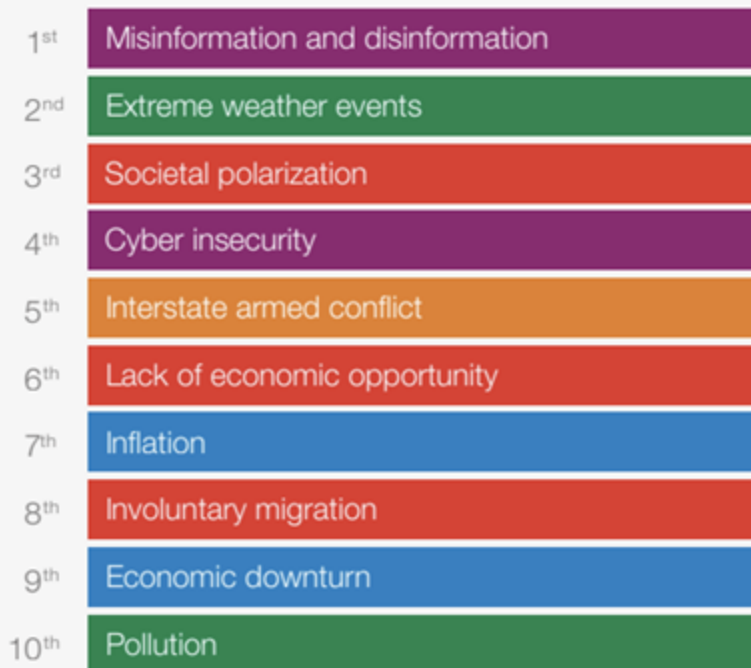 1st Misinformation and disinformation
2nd Extreme weather events
3rd Societal polarization
4th Cyber insecurity
5th Interstate armed conflict
6th Lack of economic opportunity
7th Inflation
8th Involuntary migration
9th Economic downturn
10th Pollution